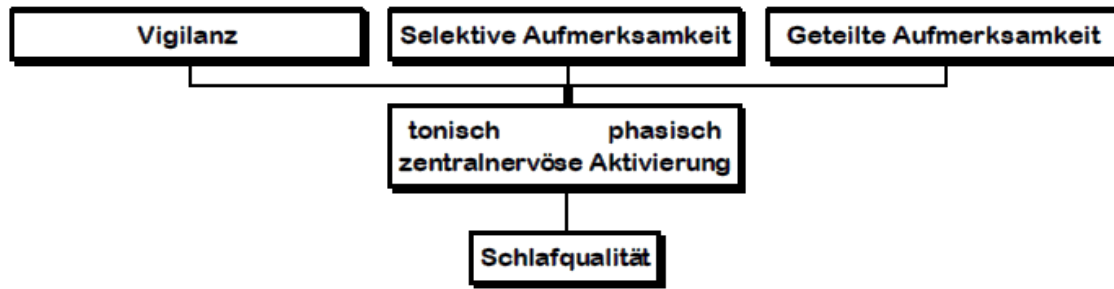 Vigilanz
Selektive Aufmerksamkeit
Geteilte Aufmerksamkeit
tonisch phasisch
zentralnervöse Aktivierung
Schlafqualität